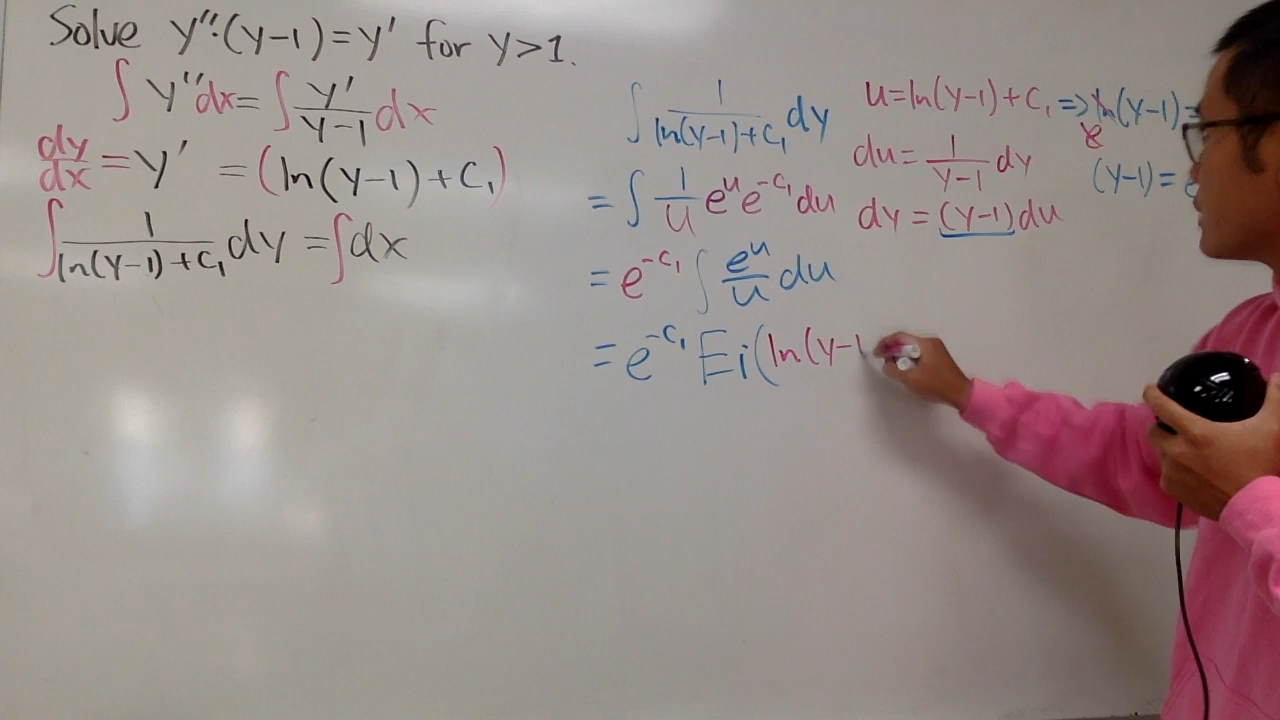 Solve y''·(y-1)=y' for y>1.
∫ y'' dx = ∫ y'/(y-1) dx
dy/dx = y' = (ln(y-1)+C₁)
∫ 1/(ln(y-1)+C₁) dy = ∫ dx
∫ 1/(ln(y-1)+C₁) dy
= ∫ 1/u e^u e^(-C₁) du
= e^(-C₁) ∫ e^u/u du
= e^(-C₁) Ei(ln(y-1
u=ln(y-1)+C₁ => ln(y-1)=
du = 1/(y-1) dy
dy = (y-1) du
(y-1) = e